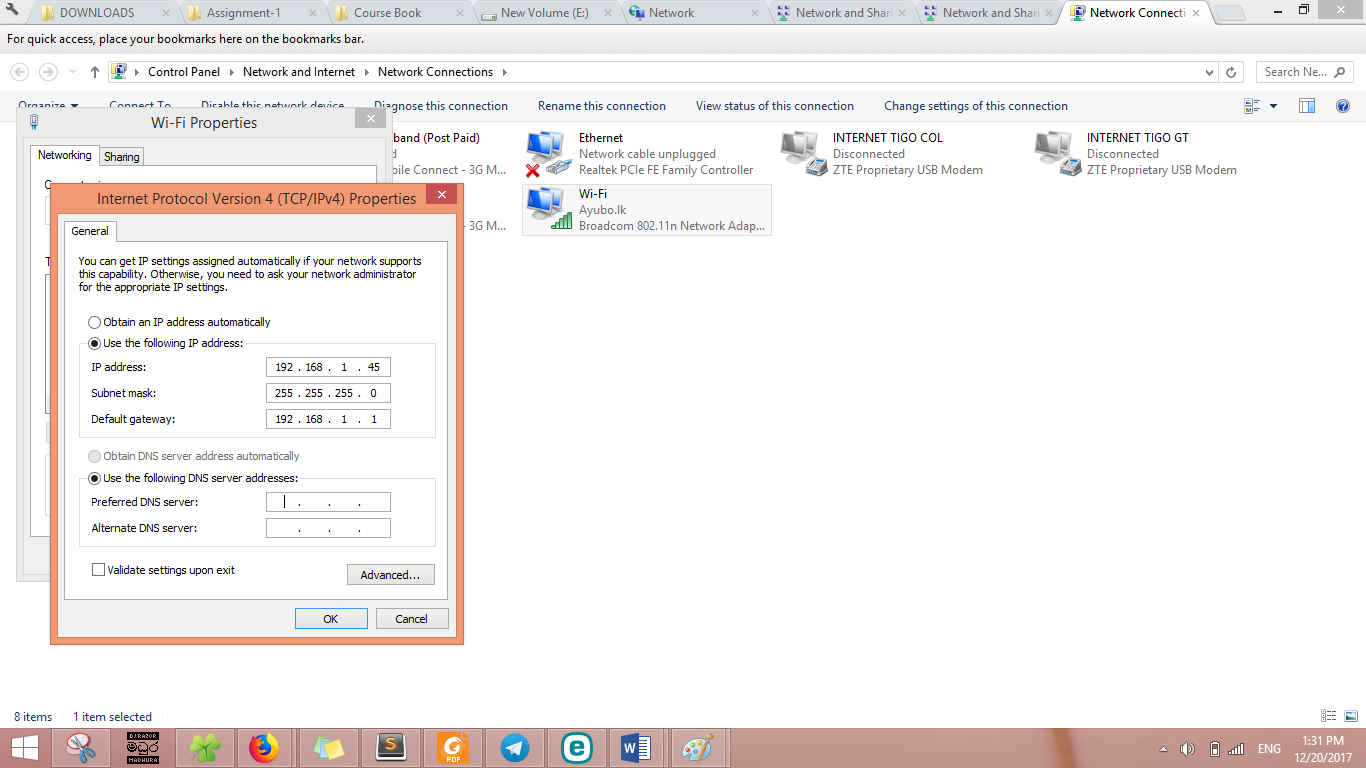 DOWNLOADS
Assignment-1
Course Book
New Volume (E:)
Network
Network and Shari
Network and Shari
Network Connecti
For quick access, place your bookmarks here on the bookmarks bar.
Control Panel
Network and Internet
Network Connections
Search Ne...
Organize
Connect To
Disable this network device
Diagnose this connection
Rename this connection
View status of this connection
Change settings of this connection
Wi-Fi Properties
Networking
Sharing
band (Post Paid)
bile Connect - 3G M...
- 3G M...
Ethernet
Network cable unplugged
Realtek PCIe FE Family Controller
INTERNET TIGO COL
Disconnected
ZTE Proprietary USB Modem
INTERNET TIGO GT
Disconnected
ZTE Proprietary USB Modem
Wi-Fi
Ayubo.lk
Broadcom 802.11n Network Adap...
Internet Protocol Version 4 (TCP/IPv4) Properties
General
You can get IP settings assigned automatically if your network supports
this capability. Otherwise, you need to ask your network administrator
for the appropriate IP settings.
Obtain an IP address automatically
Use the following IP address:
IP address: 192 . 168 . 1 . 45
Subnet mask: 255 . 255 . 255 . 0
Default gateway: 192 . 168 . 1 . 1
Obtain DNS server address automatically
Use the following DNS server addresses:
Preferred DNS server: . . .
Alternate DNS server: . . .
Validate settings upon exit
Advanced...
OK
Cancel
8 items
1 item selected
DJ RAZOR
MADHURA
S
PDF
W
ENG
1:31 PM
12/20/2017